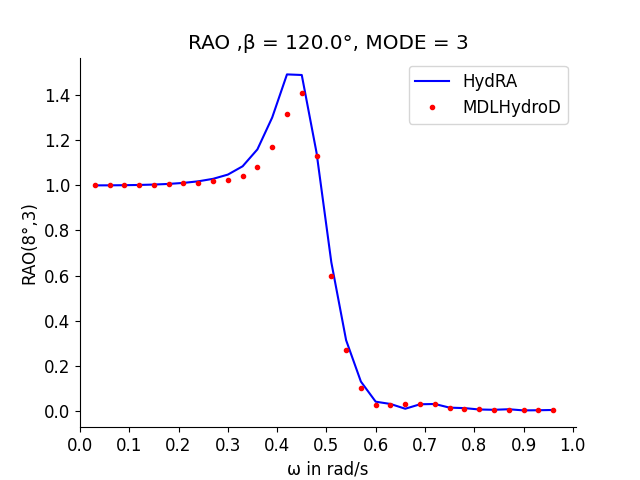 RAO ,β = 120.0°, MODE = 3
HydRA
MDLHydroD
RAO(8°,3)
1.4
1.2
1.0
0.8
0.6
0.4
0.2
0.0
0.0 0.1 0.2 0.3 0.4 0.5 0.6 0.7 0.8 0.9 1.0
ω in rad/s